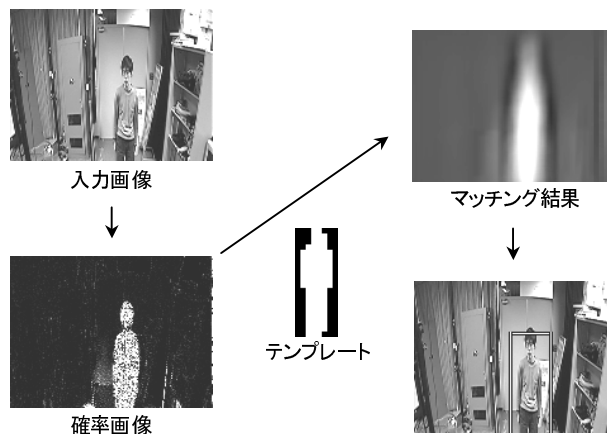 入力画像
マッチング結果
テンプレート
確率画像